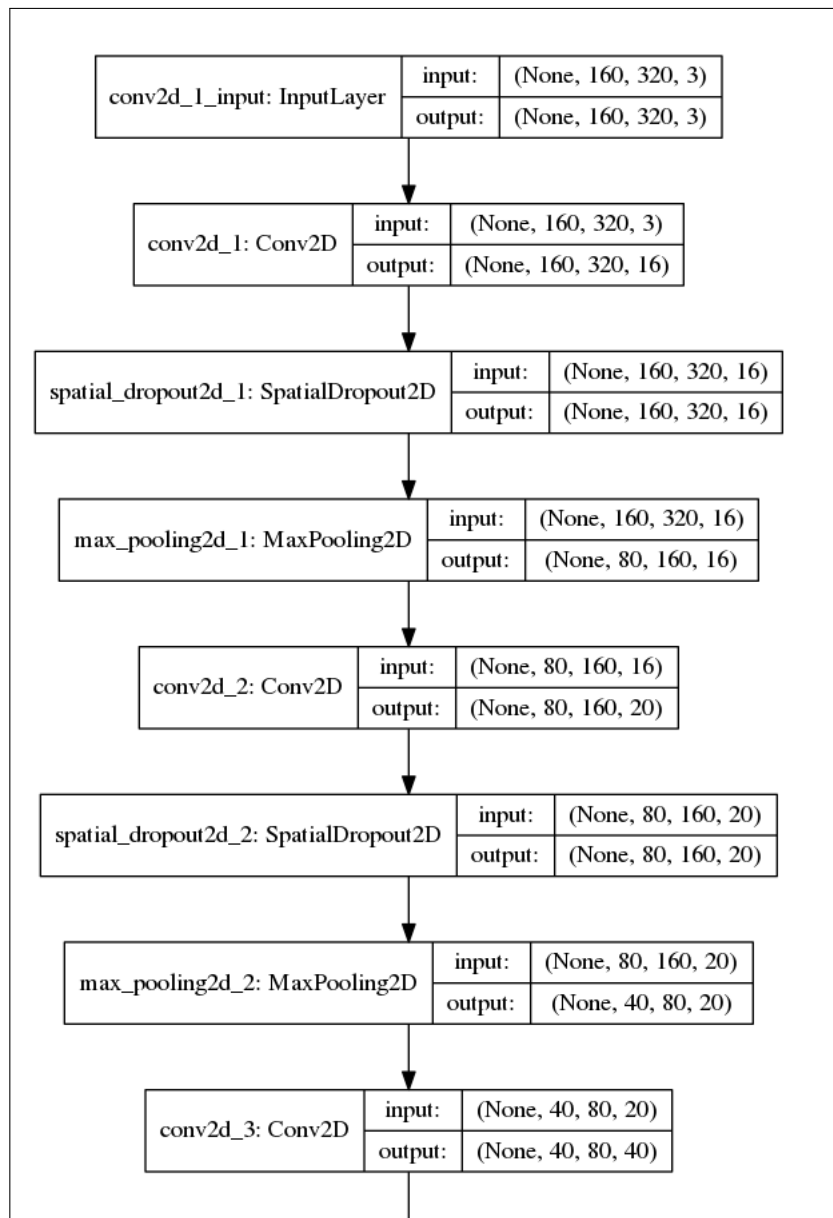 conv2d_1_input: InputLayer
input: (None, 160, 320, 3)
output: (None, 160, 320, 3)
conv2d_1: Conv2D
input: (None, 160, 320, 3)
output: (None, 160, 320, 16)
spatial_dropout2d_1: SpatialDropout2D
input: (None, 160, 320, 16)
output: (None, 160, 320, 16)
max_pooling2d_1: MaxPooling2D
input: (None, 160, 320, 16)
output: (None, 80, 160, 16)
conv2d_2: Conv2D
input: (None, 80, 160, 16)
output: (None, 80, 160, 20)
spatial_dropout2d_2: SpatialDropout2D
input: (None, 80, 160, 20)
output: (None, 80, 160, 20)
max_pooling2d_2: MaxPooling2D
input: (None, 80, 160, 20)
output: (None, 40, 80, 20)
conv2d_3: Conv2D
input: (None, 40, 80, 20)
output: (None, 40, 80, 40)